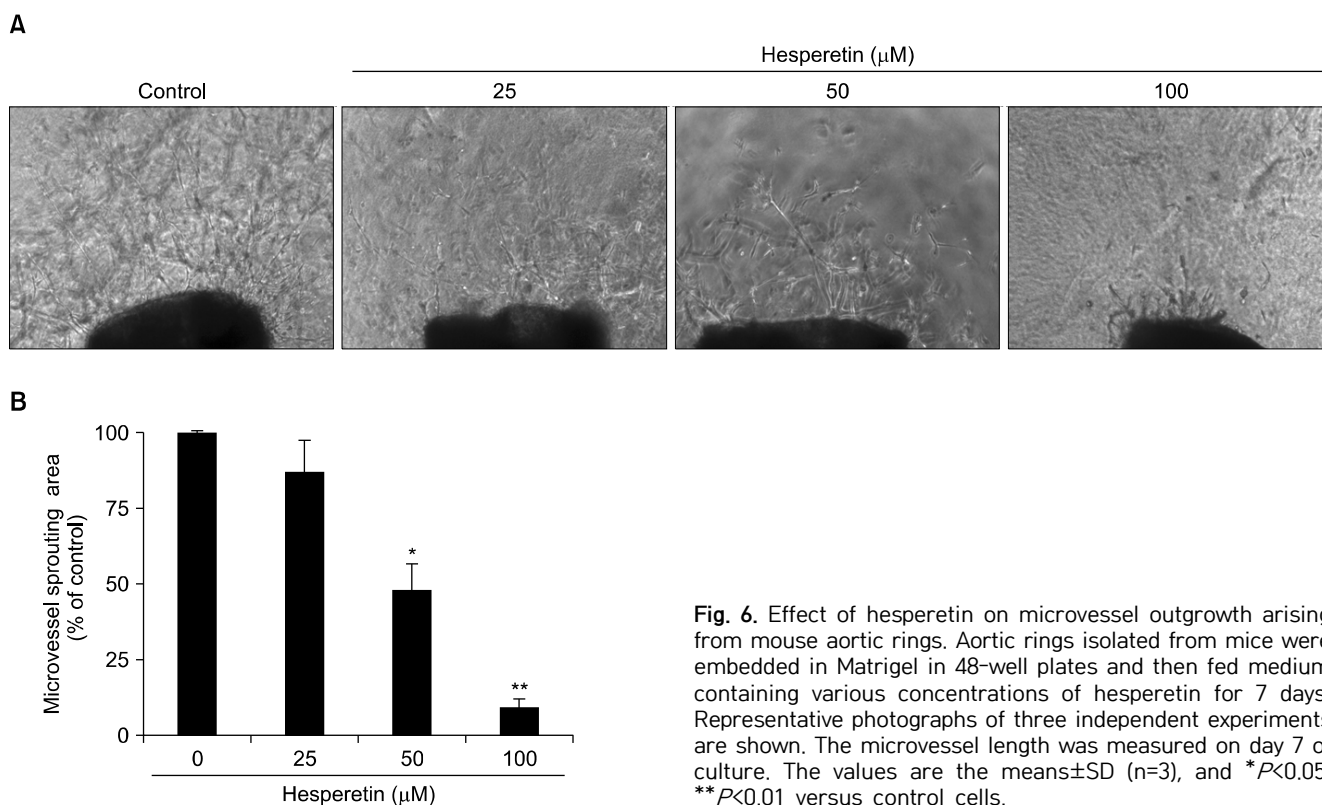 A
Hesperetin (μM)
Control 25 50 100
B
Microvessel sprouting area
(% of control)
100
75
50
25
0
*
**
0 25 50 100
Hesperetin (μM)
Fig. 6. Effect of hesperetin on microvessel outgrowth arising
from mouse aortic rings. Aortic rings isolated from mice were
embedded in Matrigel in 48-well plates and then fed medium
containing various concentrations of hesperetin for 7 days
Representative photographs of three independent experiments
are shown. The microvessel length was measured on day 7 o
culture. The values are the means±SD (n=3), and *P<0.05
**P<0.01 versus control cells.